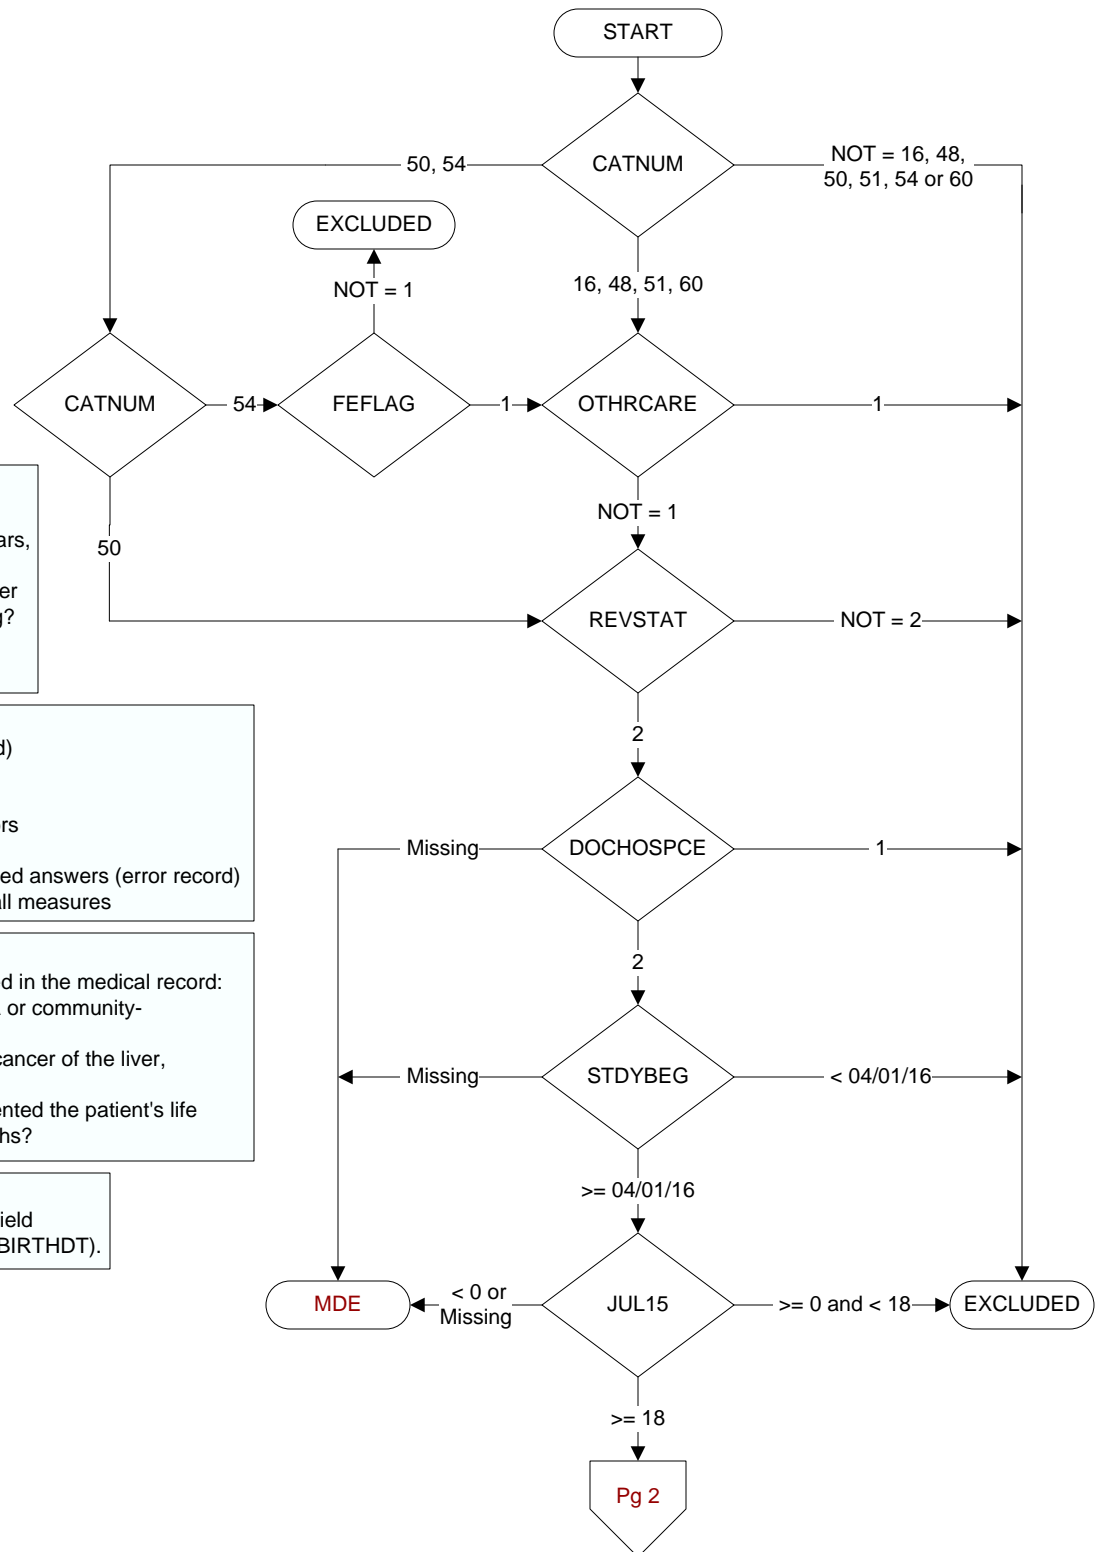 START
CATNUM
50, 54
NOT = 16, 48,
50, 51, 54 or 60
EXCLUDED
NOT = 1
16, 48, 51, 60
CATNUM
54
FEFLAG
1
OTHRCARE
1
NOT = 1
50
REVSTAT
NOT = 2
2
DOCHOSPCE
Missing
1
2
STDYBEG
Missing
< 04/01/16
>= 04/01/16
JUL15
< 0 or
Missing
MDE
>= 0 and < 18
EXCLUDED
>= 18
Pg 2
ars,
er
g?
d)
ors
ed answers (error record)
all measures
ed in the medical record:
or community-
cancer of the liver,
ented the patient's life
hs?
ield
BIRTHDT).